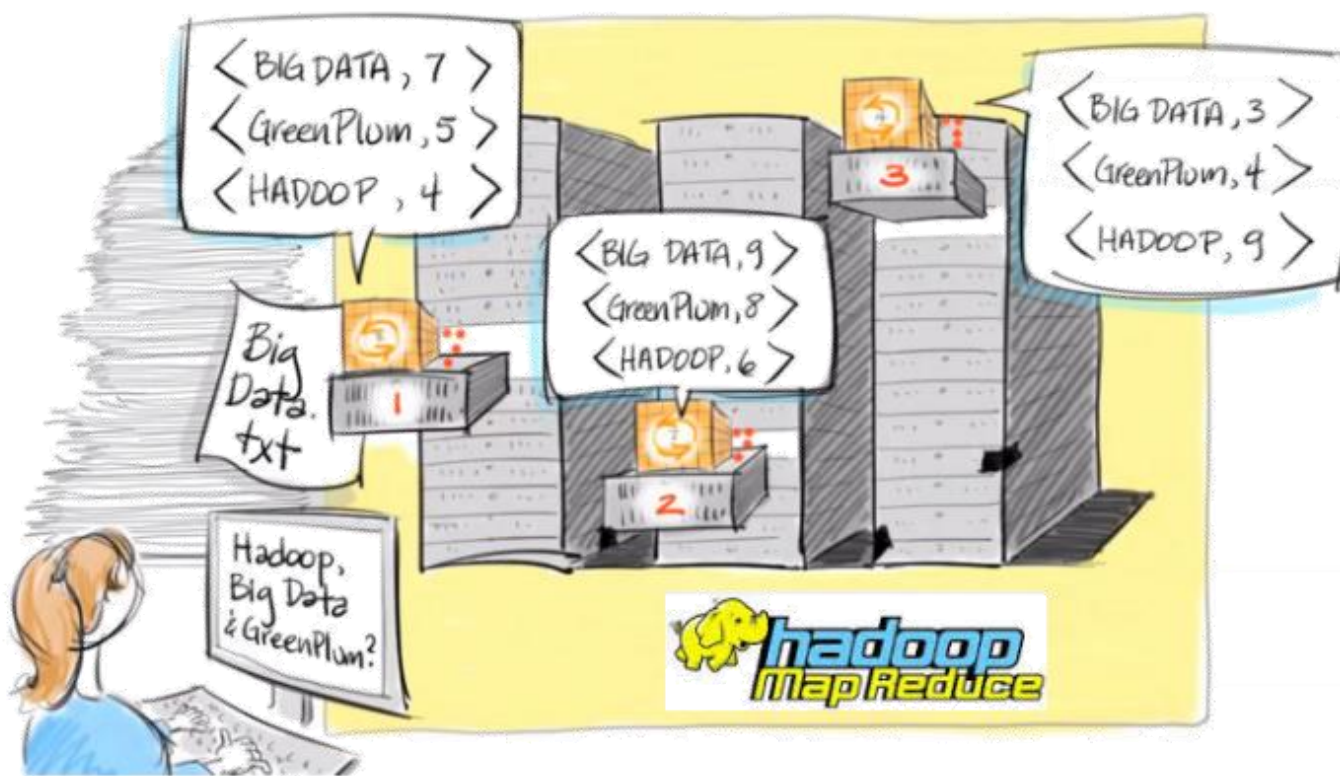 <BIG DATA, 7>
<GreenPlum, 5>
<HADOOP, 4>
<BIG DATA, 9>
<GreenPlum, 8>
<HADOOP, 6>
<BIG DATA, 3>
<GreenPlum, 4>
<HADOOP, 9>
Big
Data.
txt
1
2
3
Hadoop,
Big Data
& GreenPlum?
hadoop
Map Reduce